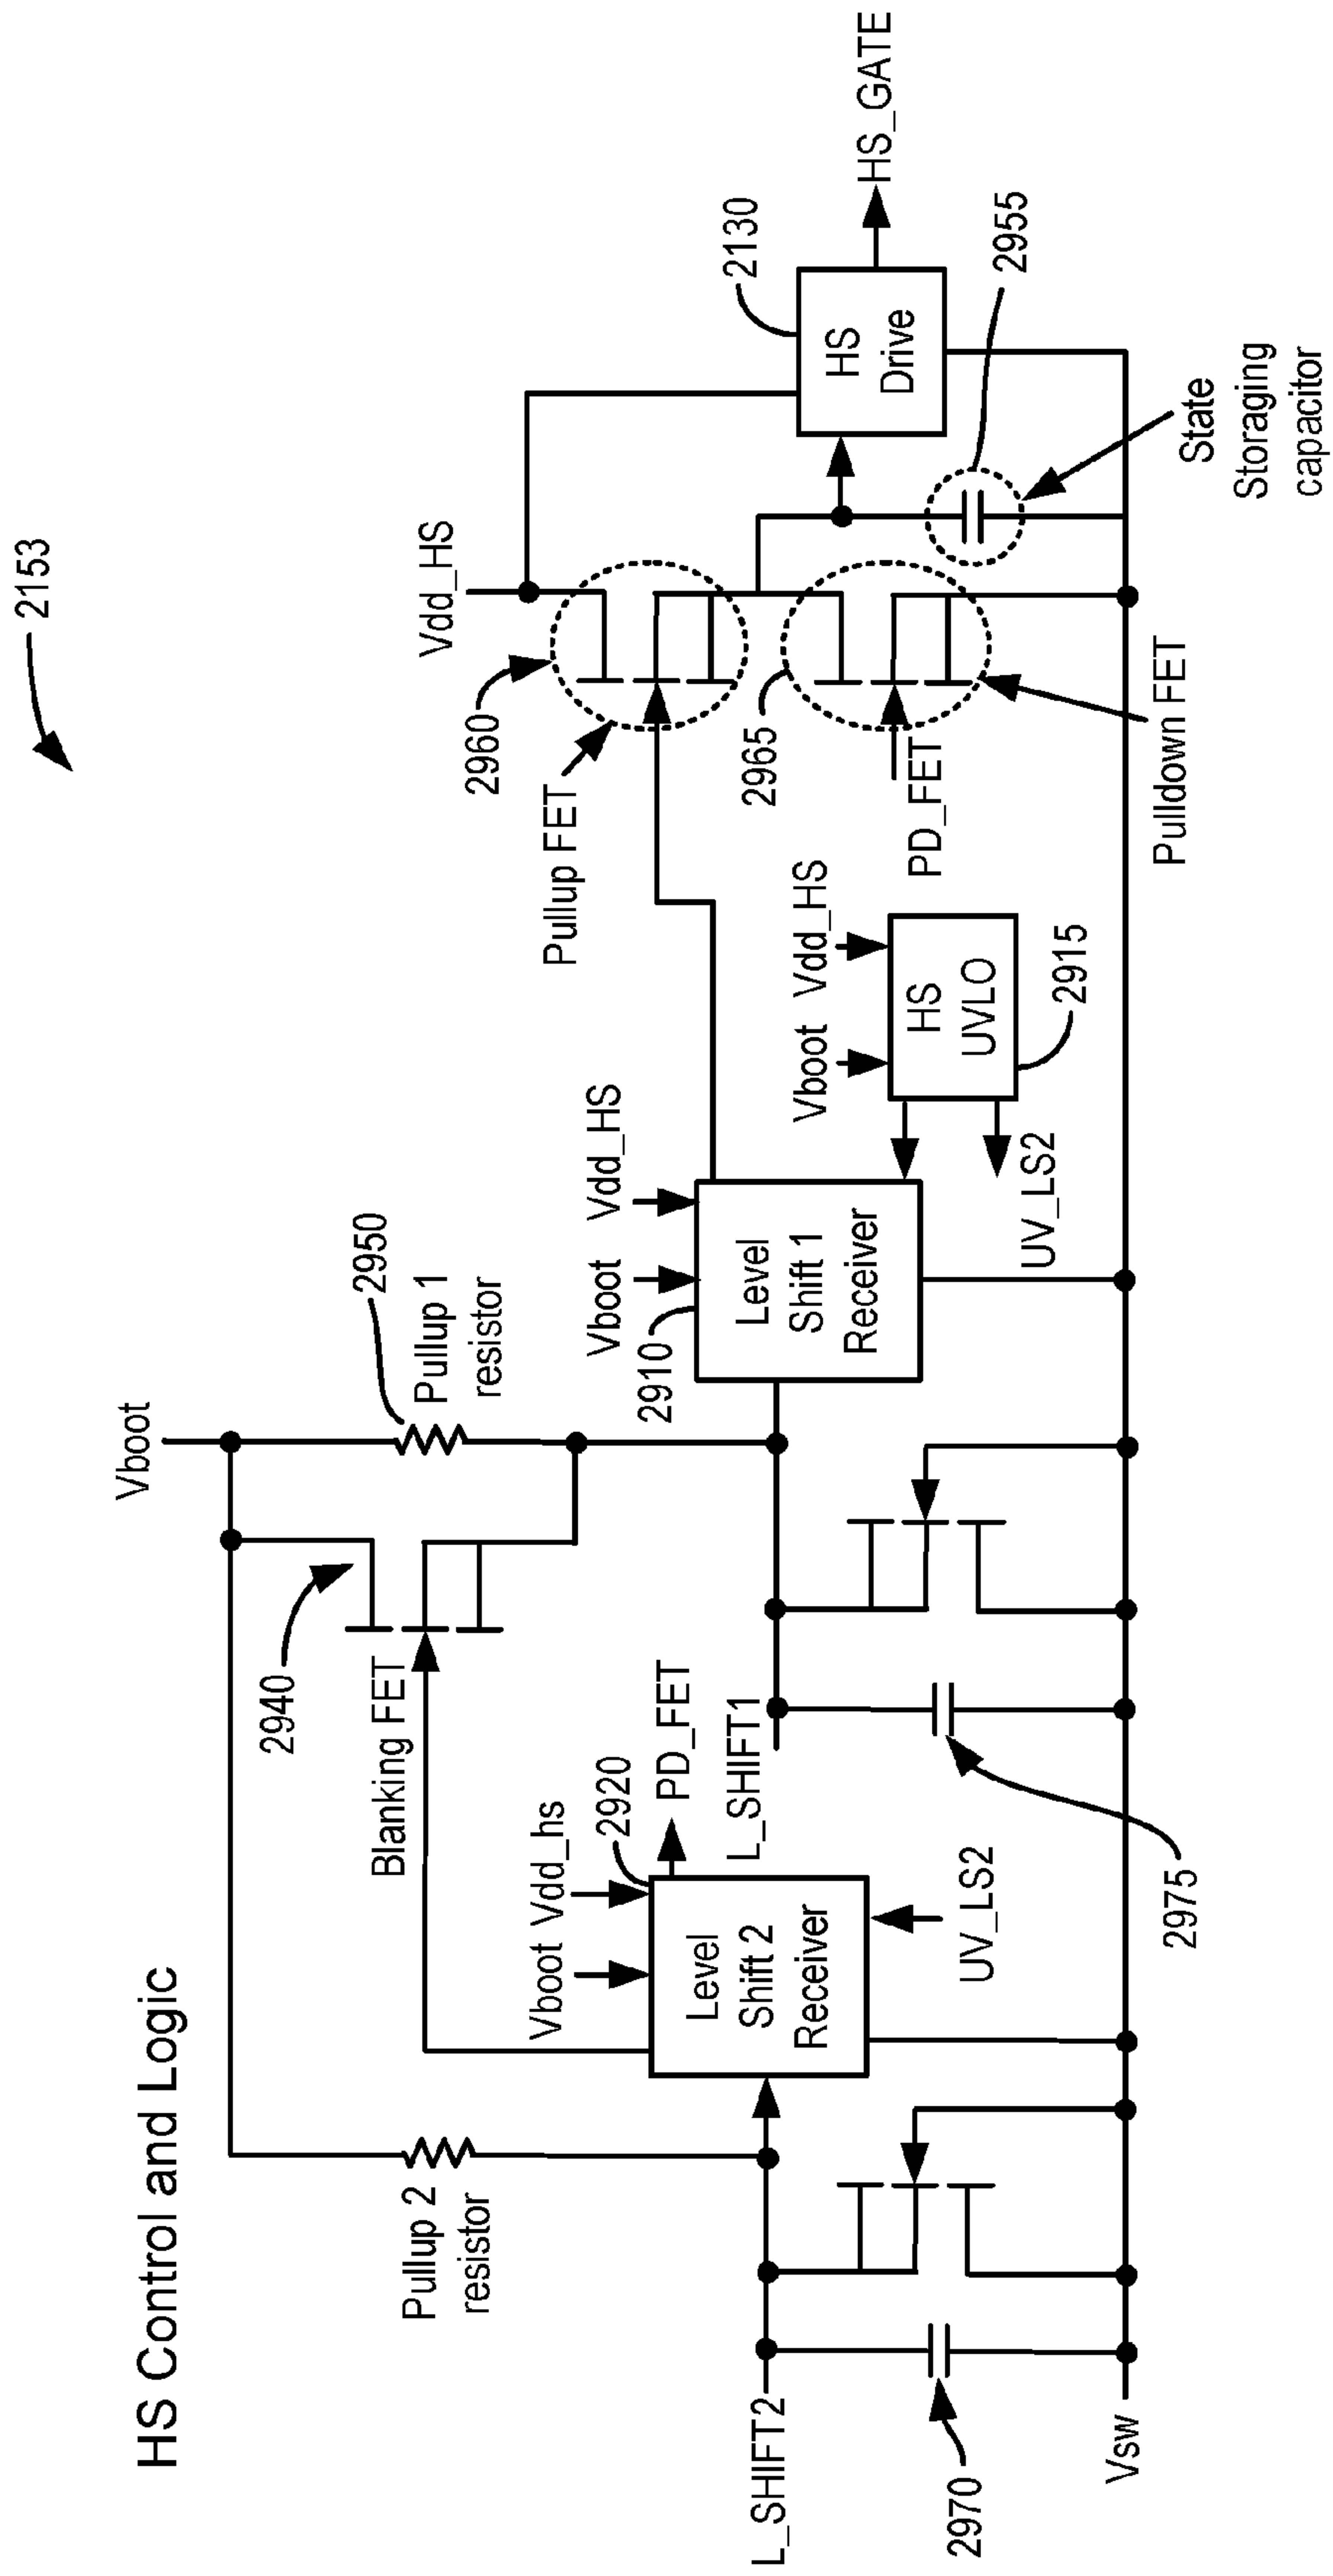 2153
HS Control and Logic
Vboot
Pullup 2
resistor
2940
Blanking FET
2950
Pullup 1
resistor
Vboot
Vdd_hs
2920
PD_FET
Level
Shift 2
Receiver
UV_LS2
L_SHIFT2
2970
Vsw
L_SHIFT1
2975
Vboot
Vdd_HS
2910
Level
Shift 1
Receiver
Vboot
Vdd_HS
HS
UVLO
2915
UV_LS2
Vdd_HS
2960
Pullup FET
2965
PD_FET
Pulldown FET
2130
HS
Drive
HS_GATE
2955
State
Storaging
capacitor